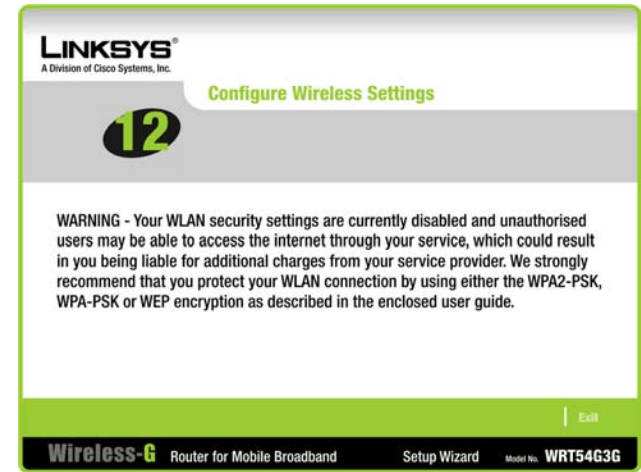 LINKSYS®
A Division of Cisco Systems, Inc.
Configure Wireless Settings
12
WARNING - Your WLAN security settings are currently disabled and unauthorised
users may be able to access the internet through your service, which could result
in you being liable for additional charges from your service provider. We strongly
recommend that you protect your WLAN connection by using either the WPA2-PSK,
WPA-PSK or WEP encryption as described in the enclosed user guide.
Exit
Wireless-G Router for Mobile Broadband Setup Wizard Model No. WRT54G3G